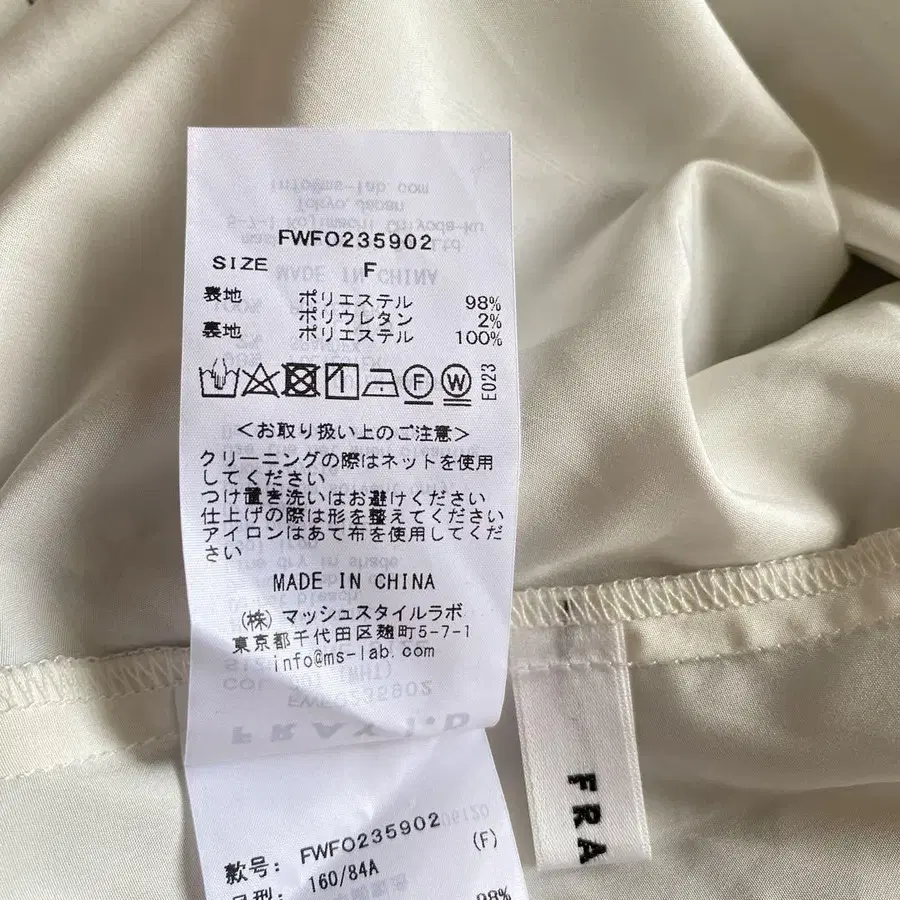 FWFO235902
SIZE F
表地 ポリエステル 98%
ポリウレタン 2%
裏地 ポリエステル 100%
F W E023
<お取り扱い上のご注意>
クリーニングの際はネットを使用
してください
つけ置き洗いはお避けください
仕上げの際は形を整えてください
アイロンはあて布を使用してくだ
さい
MADE IN CHINA
(株)マッシュスタイルラボ
東京都千代田区麹町5-7-1
info@ms-lab.com
款号: FWFO235902
(F)
160/84A
98%
FRA